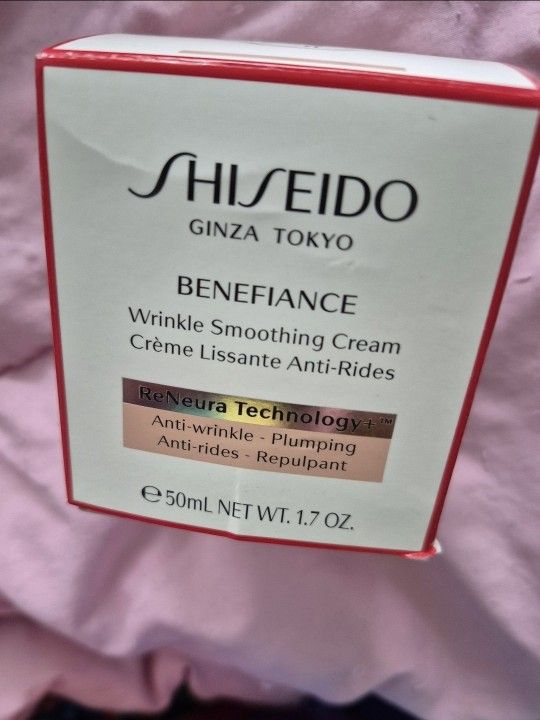 SHISEIDO
GINZA TOKYO
BENEFIANCE
Wrinkle Smoothing Cream
Crème Lissante Anti-Rides
ReNeura Technology+™
Anti-wrinkle - Plumping
Anti-rides - Repulpant
℮50mL NET WT. 1.7 OZ.